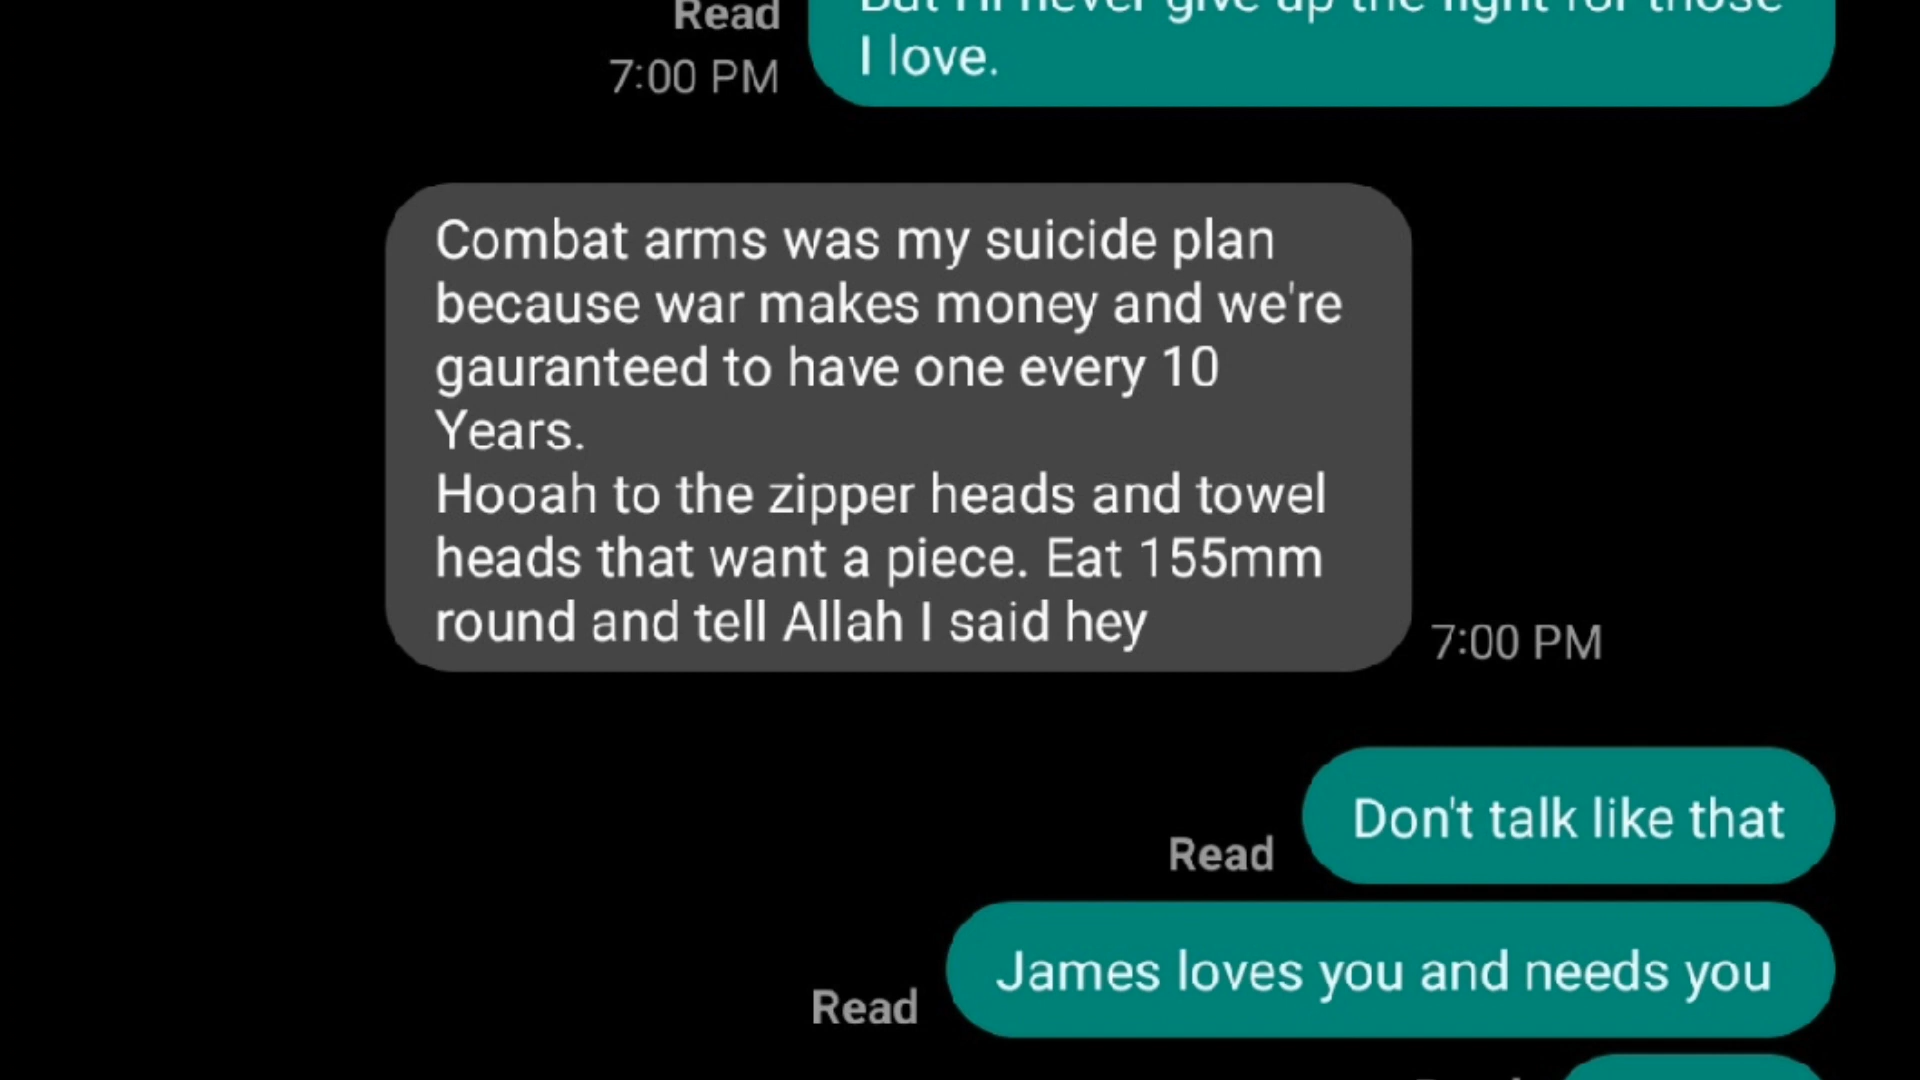 Read
But I'll never give up the fight for those
I love.
7:00 PM
Combat arms was my suicide plan
because war makes money and we're
gauranteed to have one every 10
Years.
Hooah to the zipper heads and towel
heads that want a piece. Eat 155mm
round and tell Allah I said hey
7:00 PM
Don't talk like that
Read
James loves you and needs you
Read